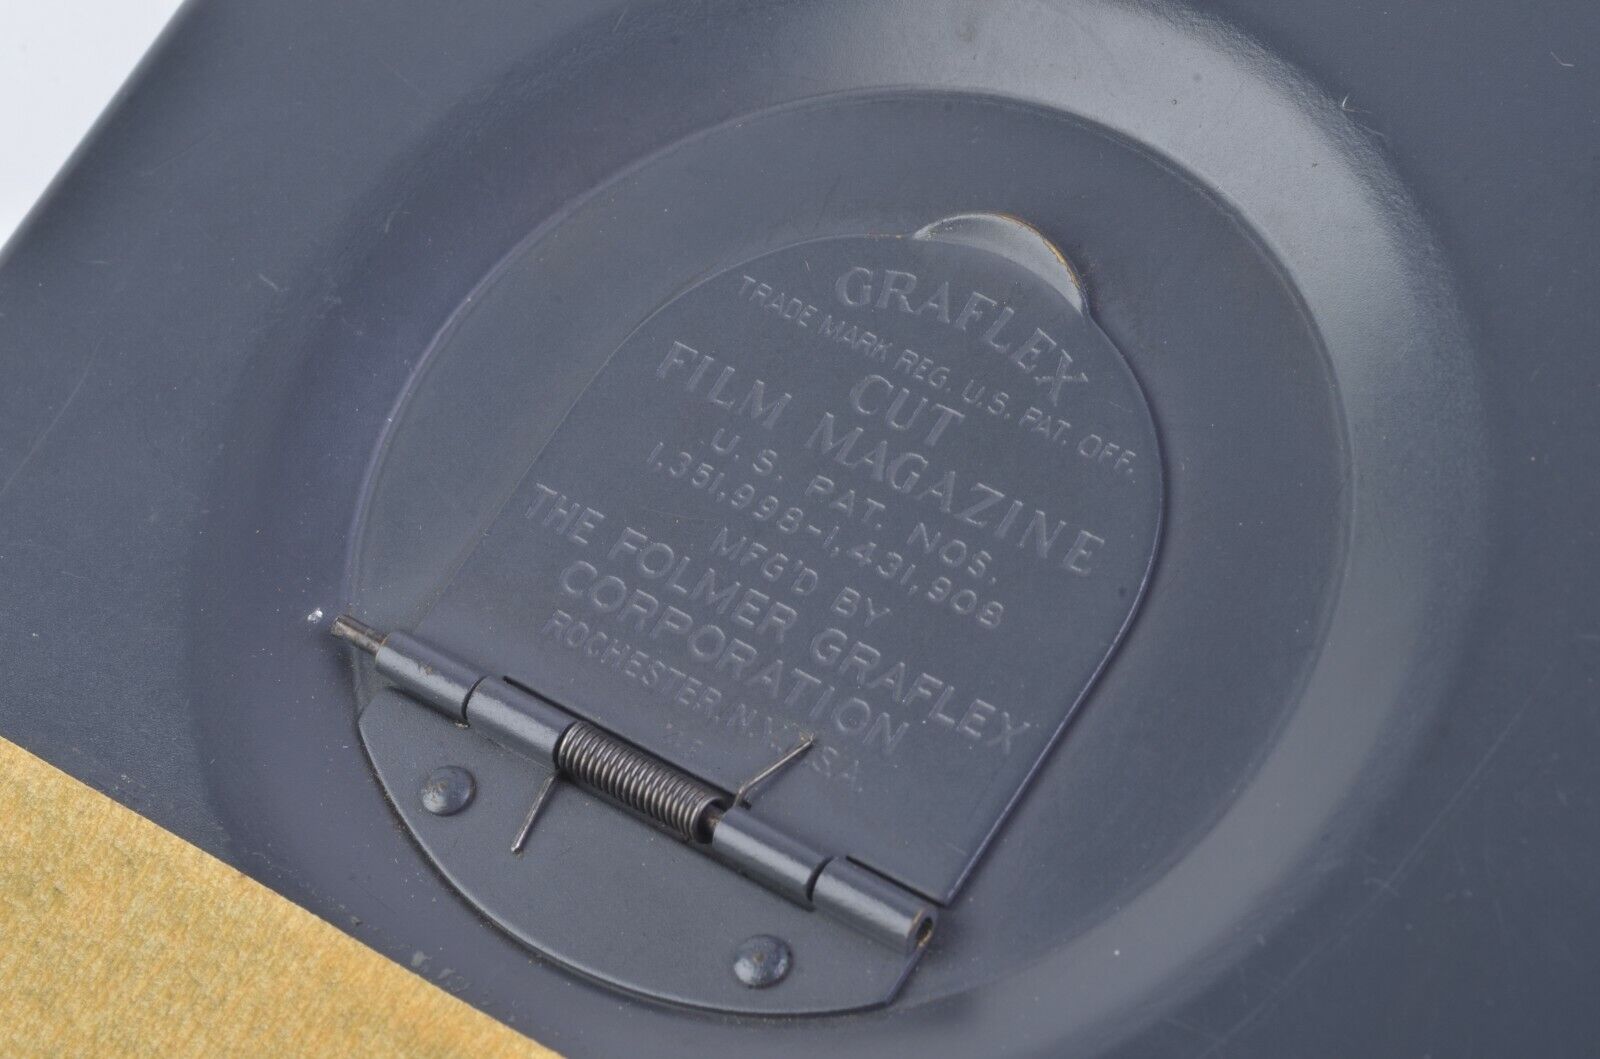 GRAFLEX
TRADE MARK REG. U.S. PAT. OFF.
CUT
FILM MAGAZINE
U. S. PAT. NOS.
1,351,998-1,431,908
MFG'D BY
THE FOLMER GRAFLEX
CORPORATION
ROCHESTER, N.Y. U.S.A